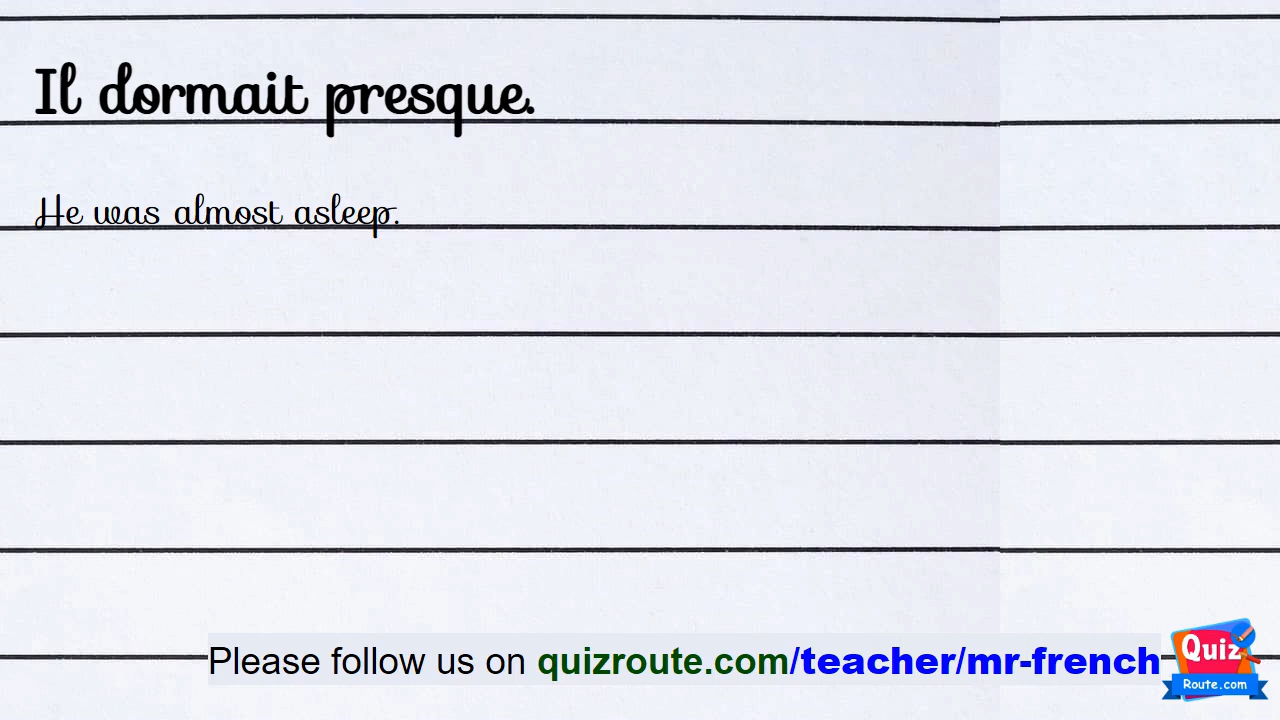 Il dormait presque.
He was almost asleep.
Please follow us on quizroute.com/teacher/mr-french
Quiz
Route.com